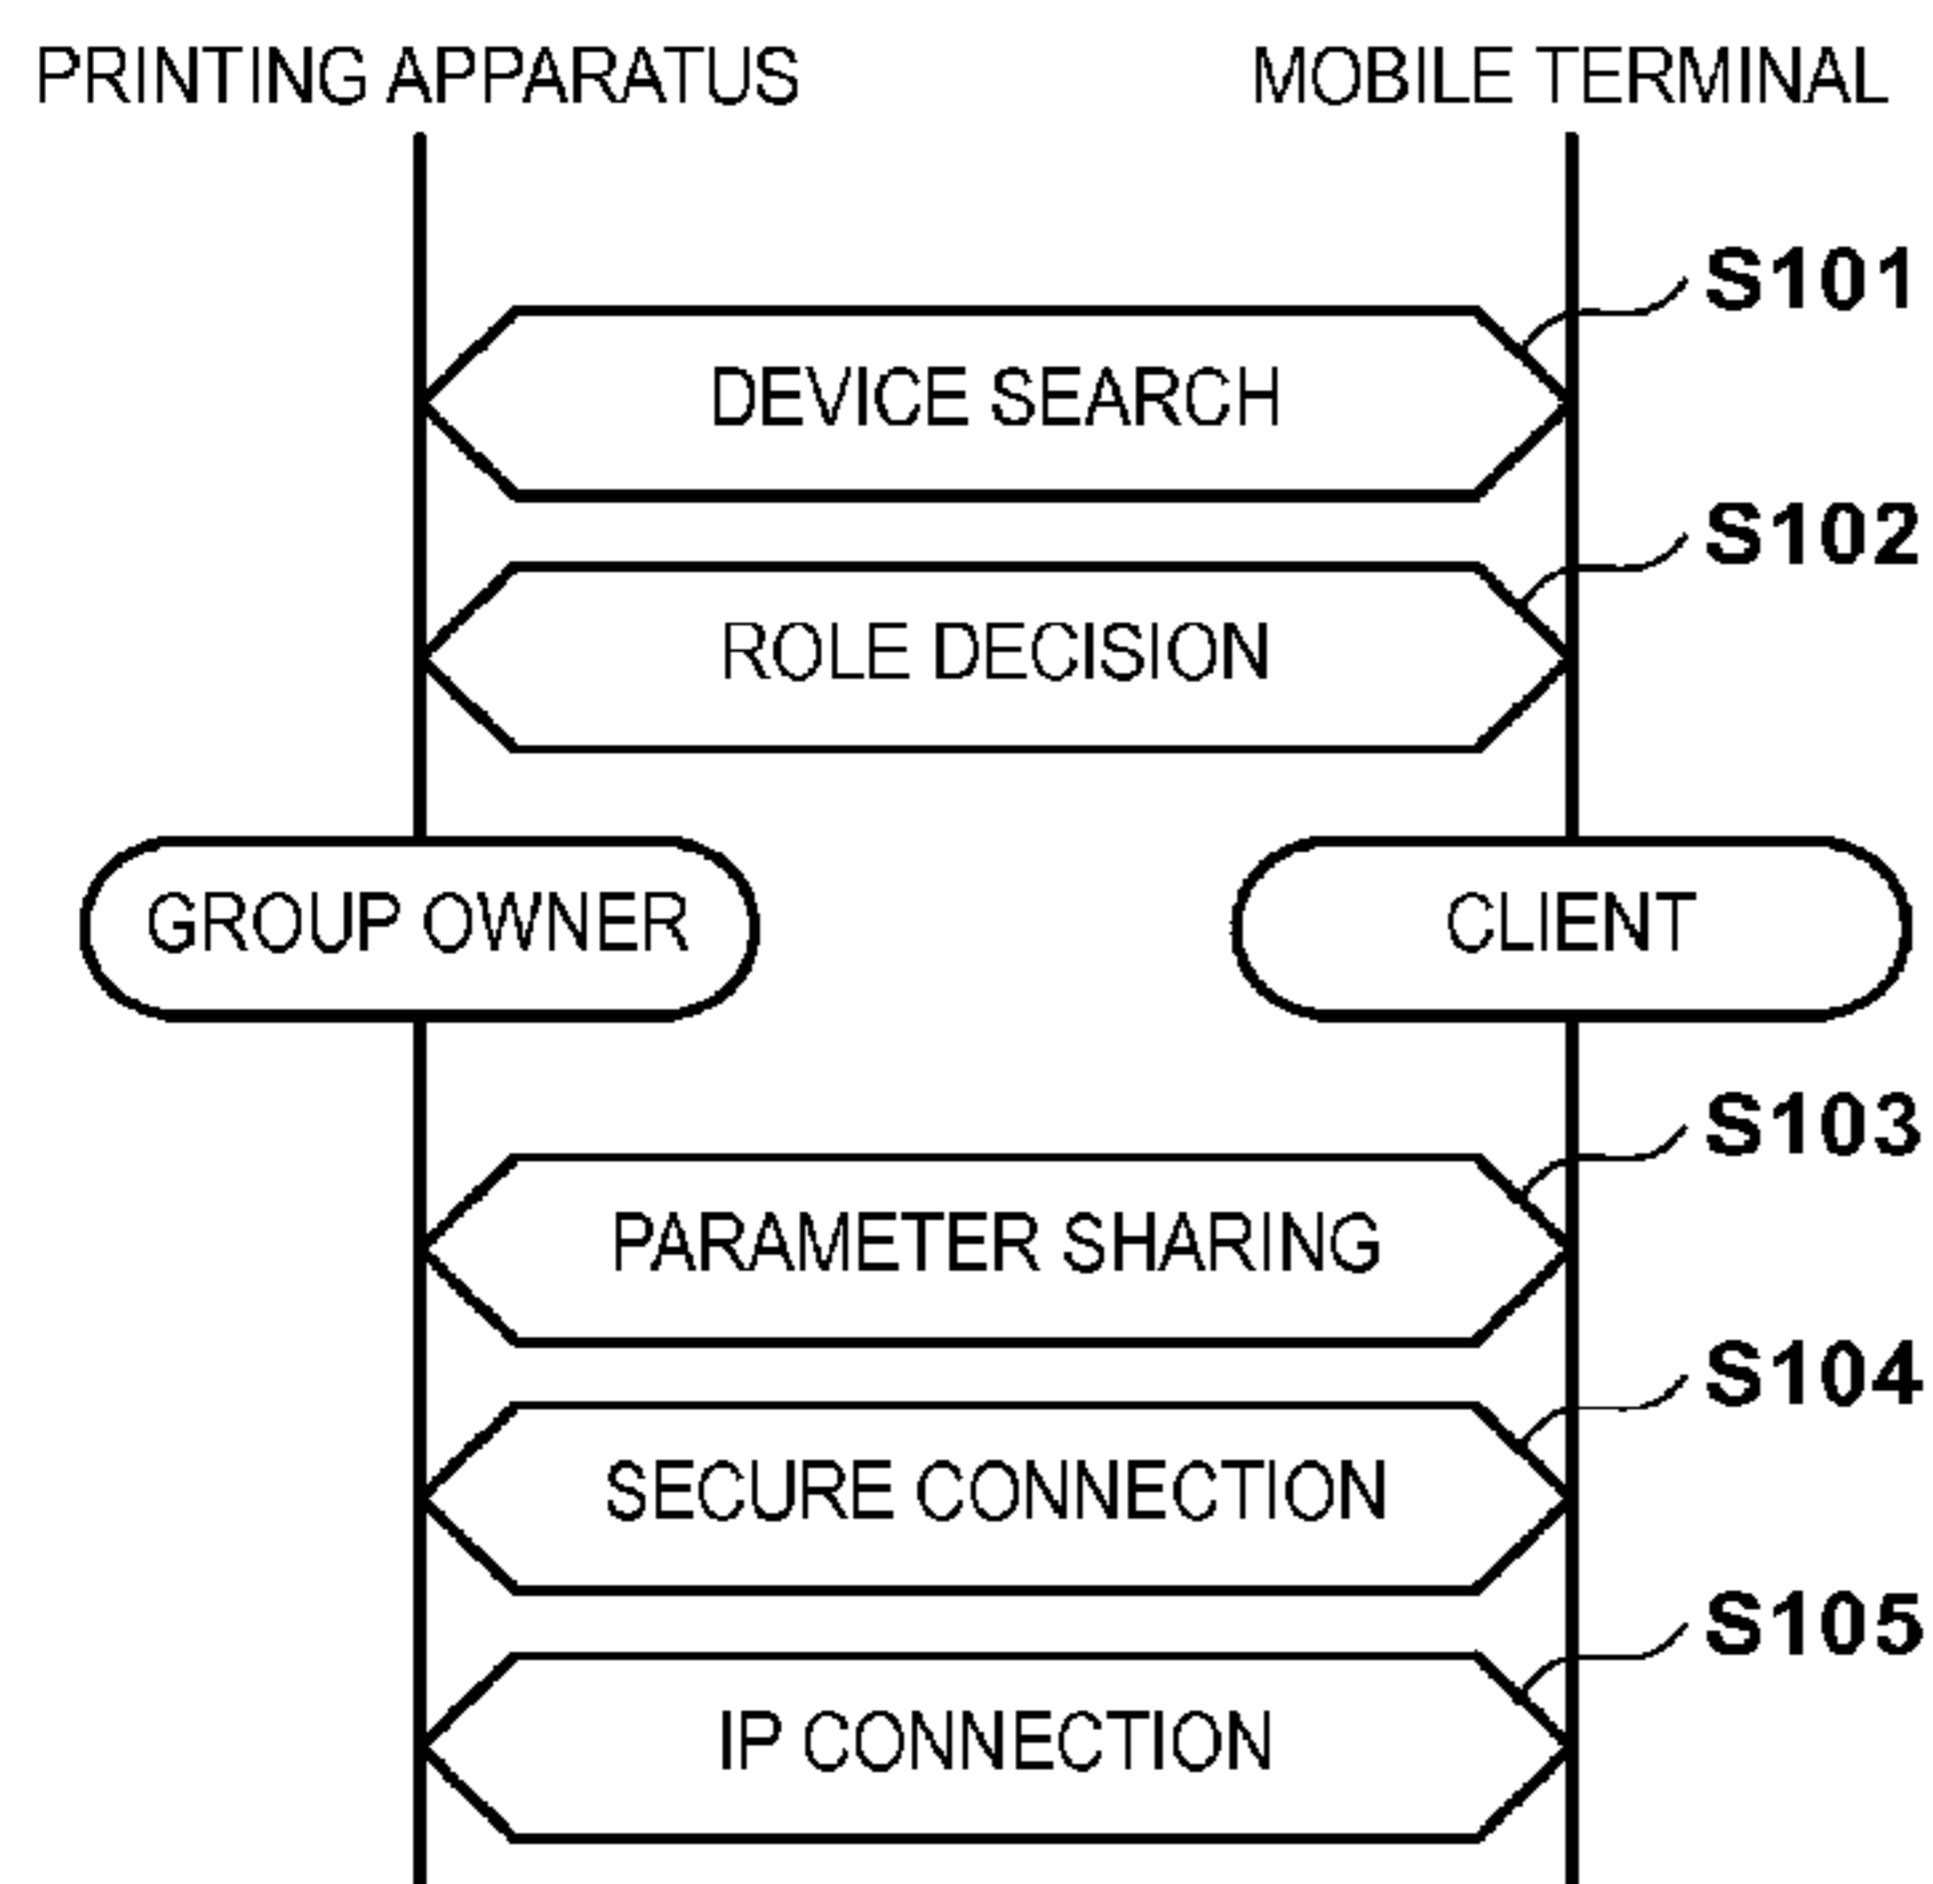 PRINTING APPARATUS
MOBILE TERMINAL
S101
DEVICE SEARCH
S102
ROLE DECISION
GROUP OWNER
CLIENT
S103
PARAMETER SHARING
S104
SECURE CONNECTION
S105
IP CONNECTION